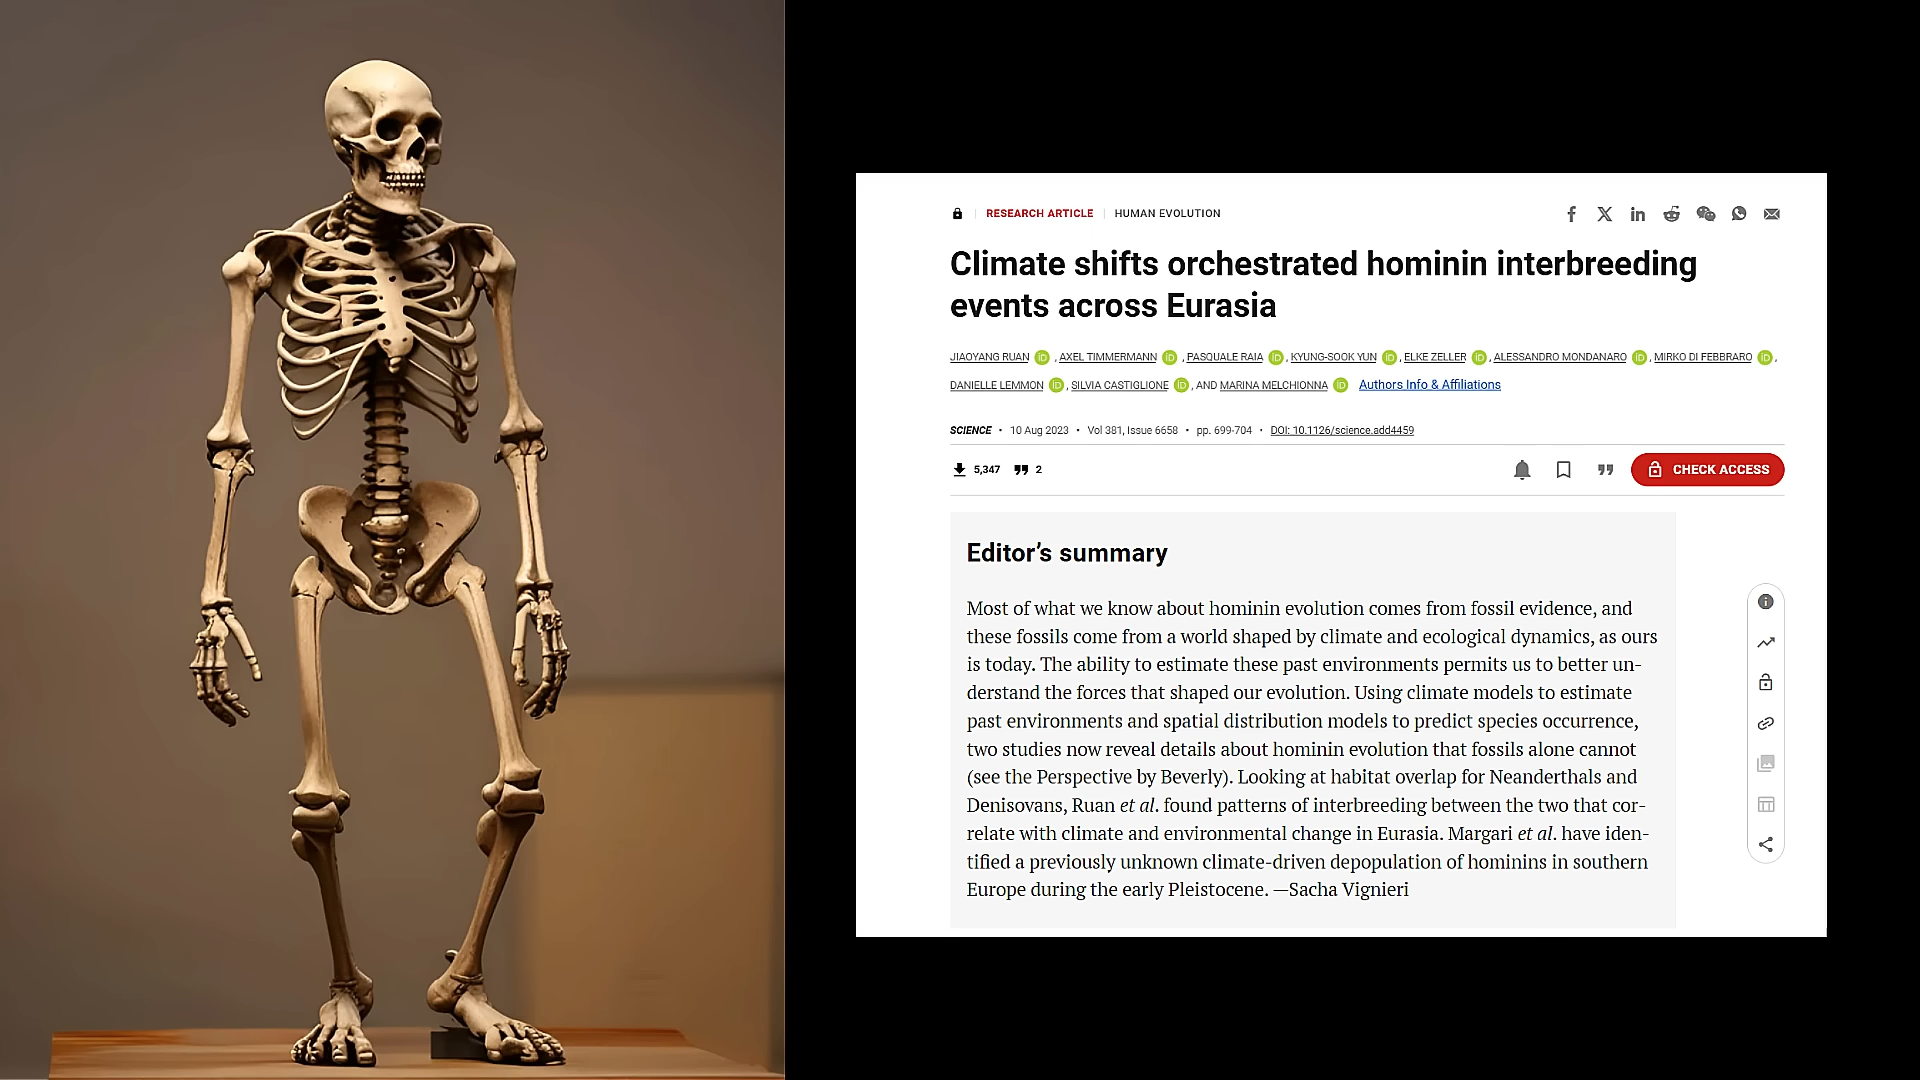 RESEARCH ARTICLE | HUMAN EVOLUTION
Climate shifts orchestrated hominin interbreeding
events across Eurasia
JIAOYANG RUAN iD , AXEL TIMMERMANN iD , PASQUALE RAIA iD , KYUNG-SOOK YUN iD , ELKE ZELLER iD , ALESSANDRO MONDANARO iD , MIRKO DI FEBBRARO iD ,
DANIELLE LEMMON iD , SILVIA CASTIGLIONE iD , AND MARINA MELCHIONNA iD Authors Info & Affiliations
SCIENCE • 10 Aug 2023 • Vol 381, Issue 6658 • pp. 699-704 • DOI: 10.1126/science.add4459
5,347 2
CHECK ACCESS
Editor's summary
Most of what we know about hominin evolution comes from fossil evidence, and
these fossils come from a world shaped by climate and ecological dynamics, as ours
is today. The ability to estimate these past environments permits us to better un-
derstand the forces that shaped our evolution. Using climate models to estimate
past environments and spatial distribution models to predict species occurrence,
two studies now reveal details about hominin evolution that fossils alone cannot
(see the Perspective by Beverly). Looking at habitat overlap for Neanderthals and
Denisovans, Ruan et al. found patterns of interbreeding between the two that cor-
relate with climate and environmental change in Eurasia. Margari et al. have iden-
tified a previously unknown climate-driven depopulation of hominins in southern
Europe during the early Pleistocene. —Sacha Vignieri